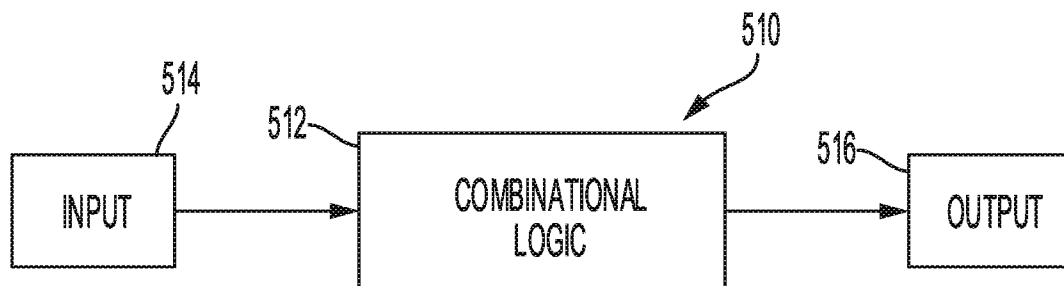 510
514
512
516
INPUT
COMBINATIONAL
LOGIC
OUTPUT